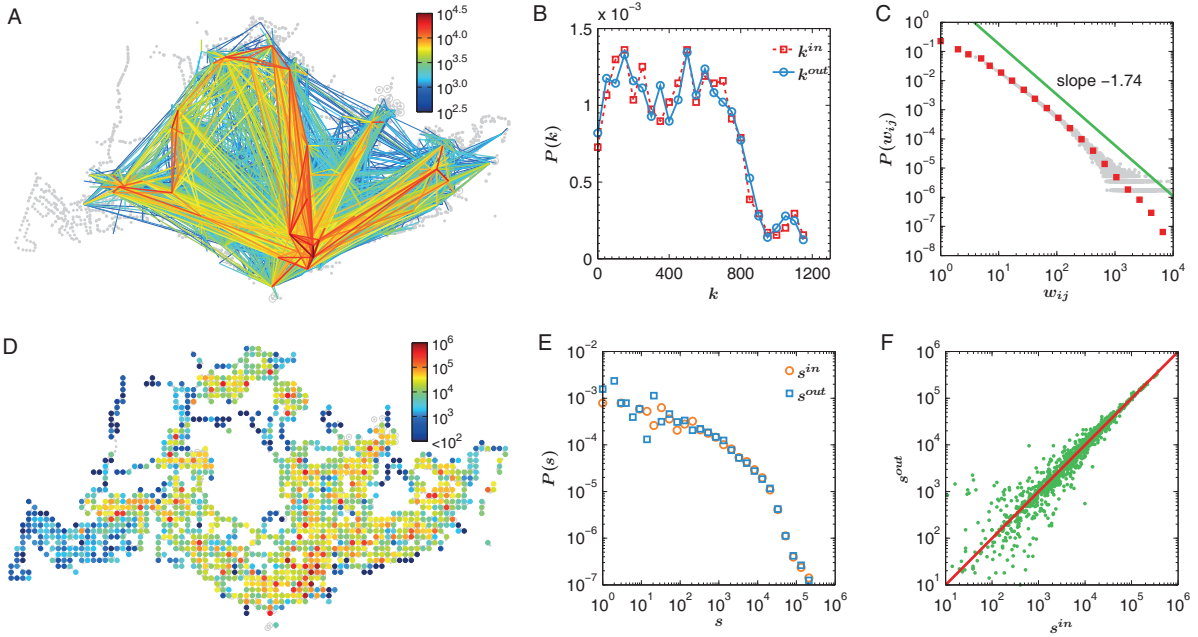 A
10^4.5
10^4.0
10^3.5
10^3.0
10^2.5
B
x 10^-3
1.5
1
0.5
0
P(k)
k^in
k^out
0 400 800 1200
k
C
10^0
10^-1
10^-2
10^-3
10^-4
10^-5
10^-6
10^-7
10^-8
P(w_ij)
slope −1.74
10^0 10^1 10^2 10^3 10^4
w_ij
D
10^6
10^5
10^4
10^3
<10^2
E
10^-2
10^-3
10^-4
10^-5
10^-6
10^-7
P(s)
s^in
s^out
10^0 10^1 10^2 10^3 10^4 10^5 10^6
s
F
10^6
10^5
10^4
10^3
10^2
10^1
s^out
10^1 10^2 10^3 10^4 10^5 10^6
s^in